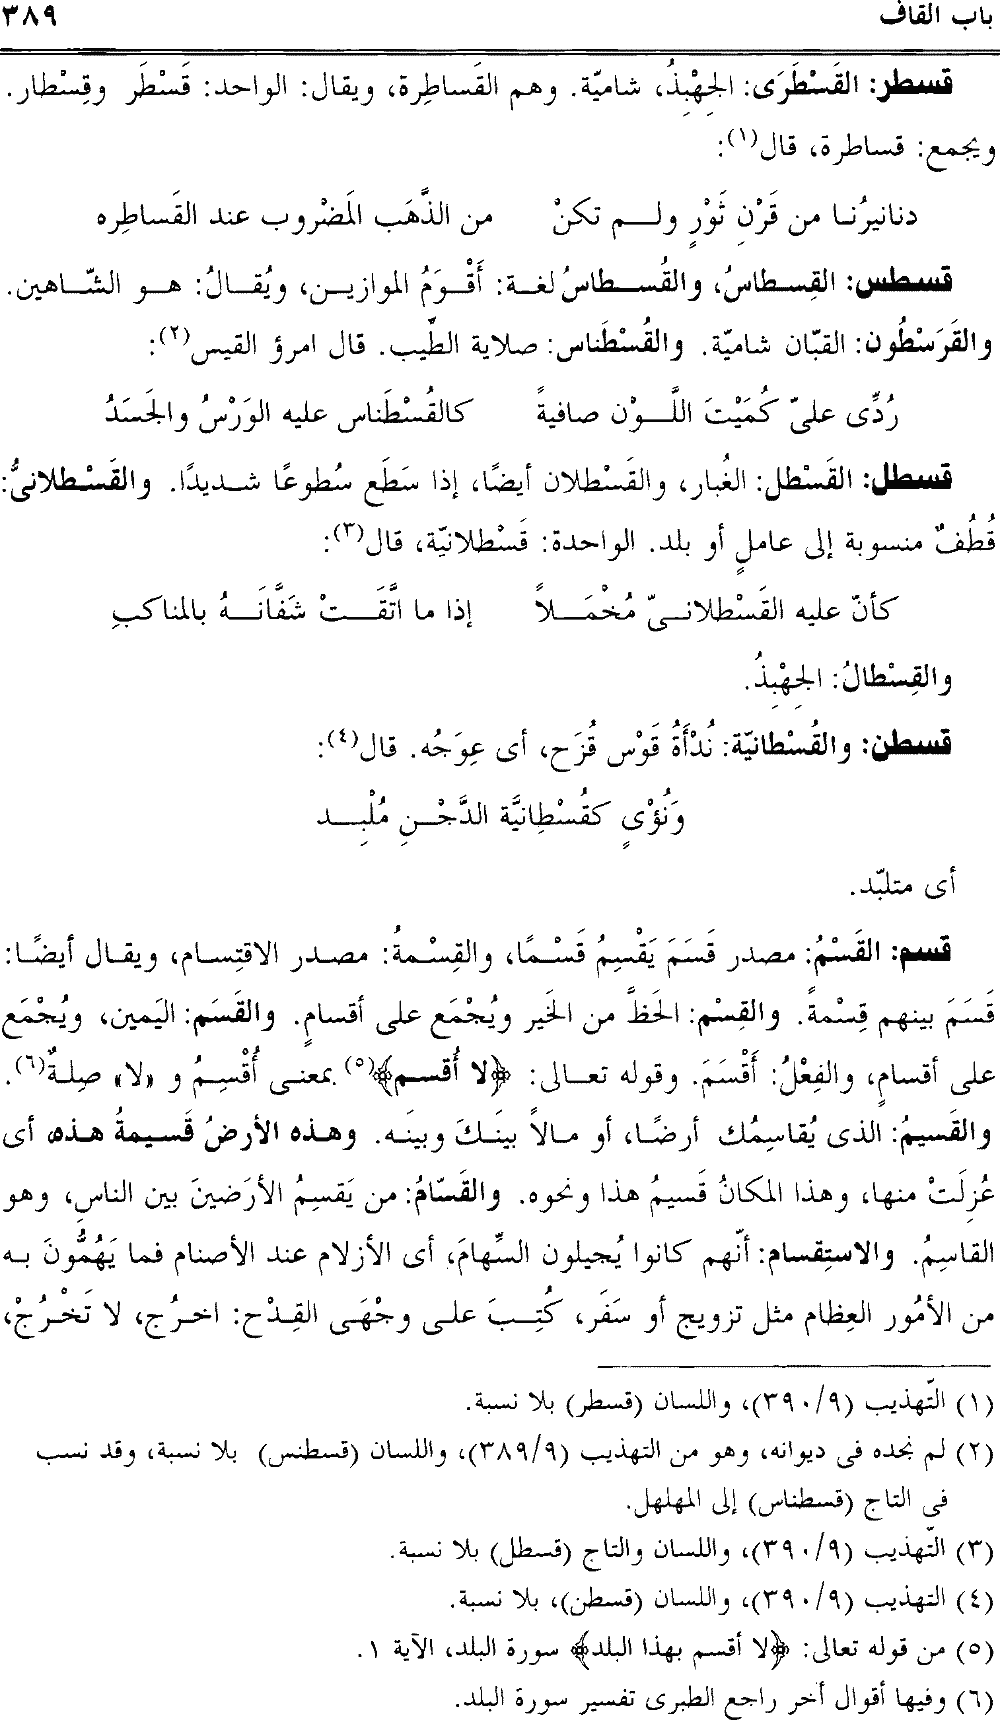 باب القاف ٣٨٩
قسطر: القَسْطَرَى: الجِهْبِذُ، شاميّة. وهم القَساطِرة، ويقال: الواحد: قَسْطَر وقِسْطار.
ويجمع: قساطرة، قال(١):
دنانيرُنا من قَرْنِ ثَوْرٍ ولم تكنْ من الذَّهَب المَضْروب عند القَساطِره
قسطس: القِسطاسُ، والقُسطاسُ لغة: أَقْوَمُ الموازين، ويُقالُ: هو الشّاهين.
والقَرَسْطُون: القبّان شاميّة. والقُسْطَناس: صلاية الطِّيب. قال امرؤ القيس(٢):
رُدِّى علىّ كُمَيْتَ اللَّوْن صافيةً كالقُسْطَناس عليه الوَرْسُ والجَسَدُ
قسطل: القَسْطل: الغُبار، والقَسْطلان أيضًا، إذا سَطَع سُطوعًا شديدًا. والقَسْطلانىُّ:
قُطُفٌ منسوبة إلى عاملٍ أو بلد. الواحدة: قَسْطلانيّة، قال(٣):
كأنّ عليه القَسْطلانىّ مُخْمَلاً إذا ما اتَّقَتْ شَفَّانَهُ بالمناكبِ
والقِسْطالُ: الجِهْبِذُ.
قسطن: والقُسْطانيّة: نُدْأَةُ قَوْس قُزَح، أى عِوَجُه. قال(٤):
وَنُؤْىٍ كقُسْطِانيَّة الدَّجْنِ مُلْبِد
أى متلبّد.
قسم: القَسْمُ: مصدر قَسَمَ يَقْسِمُ قَسْمًا، والقِسْمةُ: مصدر الاقتِسام، ويقال أيضًا:
قَسَمَ بينهم قِسْمةً. والقِسْم: الحَظَّ من الخَير ويُجْمَع على أقسامٍ. والقَسَم: اليَمين، ويُجْمَع
على أقسامٍ، والفِعْلُ: أَقْسَمَ. وقوله تعالى: ﴿لا أُقسم﴾(٥) بمعنى أُقْسِمُ و «لا» صِلةٌ(٦).
والقَسيمُ: الذى يُقاسِمُك أرضًا، أو مالاً بينَكَ وبينَه. وهذه الأرضُ قَسيمةُ هذه، أى
عُزِلَتْ منها، وهذا المكانُ قَسيمُ هذا ونحوه. والقَسّامُ: من يَقسِمُ الأرَضينَ بين الناسِ، وهو
القاسِمُ. والاستِقسام: أنّهم كانوا يُجيلون السِّهامَ، أى الأزلام عند الأصنام فما يَهُمُّونَ به
من الأمُور العِظام مثل تزويج أو سَفَر، كُتِبَ على وجْهَى القِدْح: اخرُج، لا تَخْرُجْ،
(١) التّهذيب (٣٩٠/٩)، واللسان (قسطر) بلا نسبة.
(٢) لم نجده فى ديوانه، وهو من التهذيب (٣٨٩/٩)، واللسان (قسطنس) بلا نسبة، وقد نسب
فى التاج (قسطناس) إلى المهلهل.
(٣) التّهذيب (٣٩٠/٩)، واللسان والتاج (قسطل) بلا نسبة.
(٤) التهذيب (٣٩٠/٩)، واللسان (قسطن)، بلا نسبة.
(٥) من قوله تعالى: ﴿لا أقسم بهذا البلد﴾ سورة البلد، الآية ١.
(٦) وفيها أقوال أخر راجع الطبرى تفسير سورة البلد.